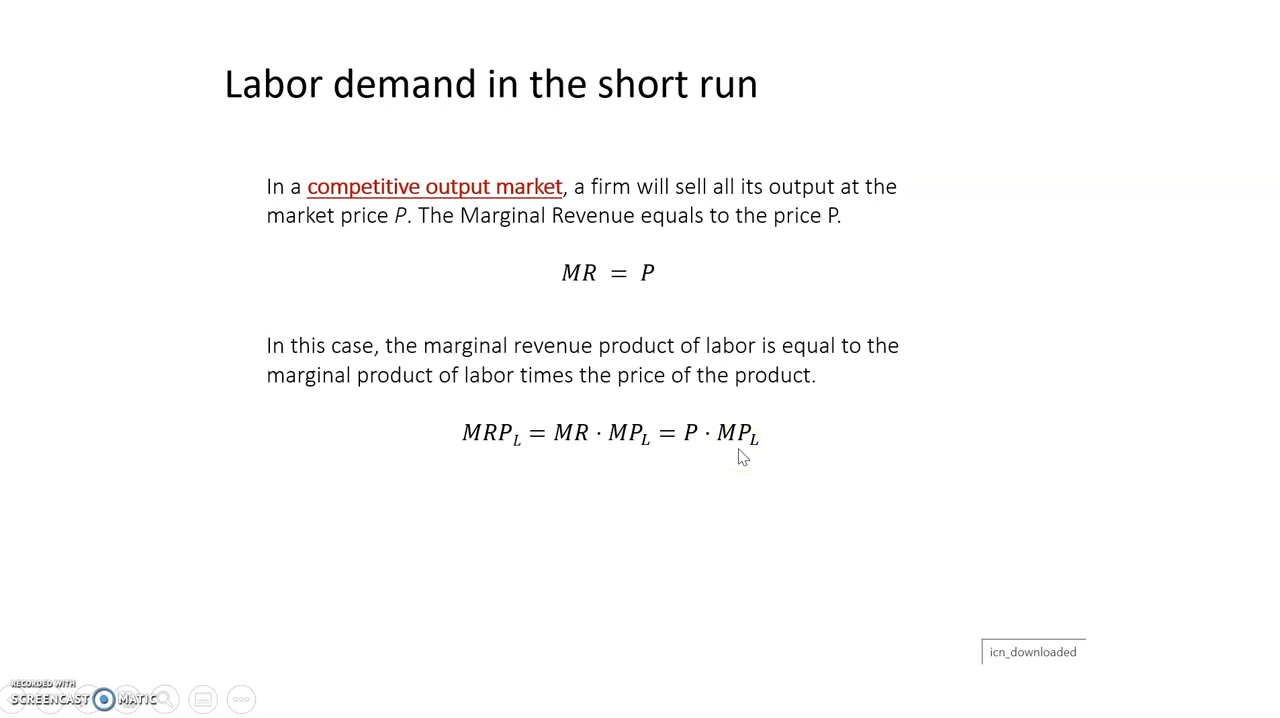 Labor demand in the short run
In a competitive output market, a firm will sell all its output at the
market price P. The Marginal Revenue equals to the price P.
MR = P
In this case, the marginal revenue product of labor is equal to the
marginal product of labor times the price of the product.
MRP_L = MR · MP_L = P · MP_L
icn_downloaded
RECORDED WITH
SCREENCAST MATIC